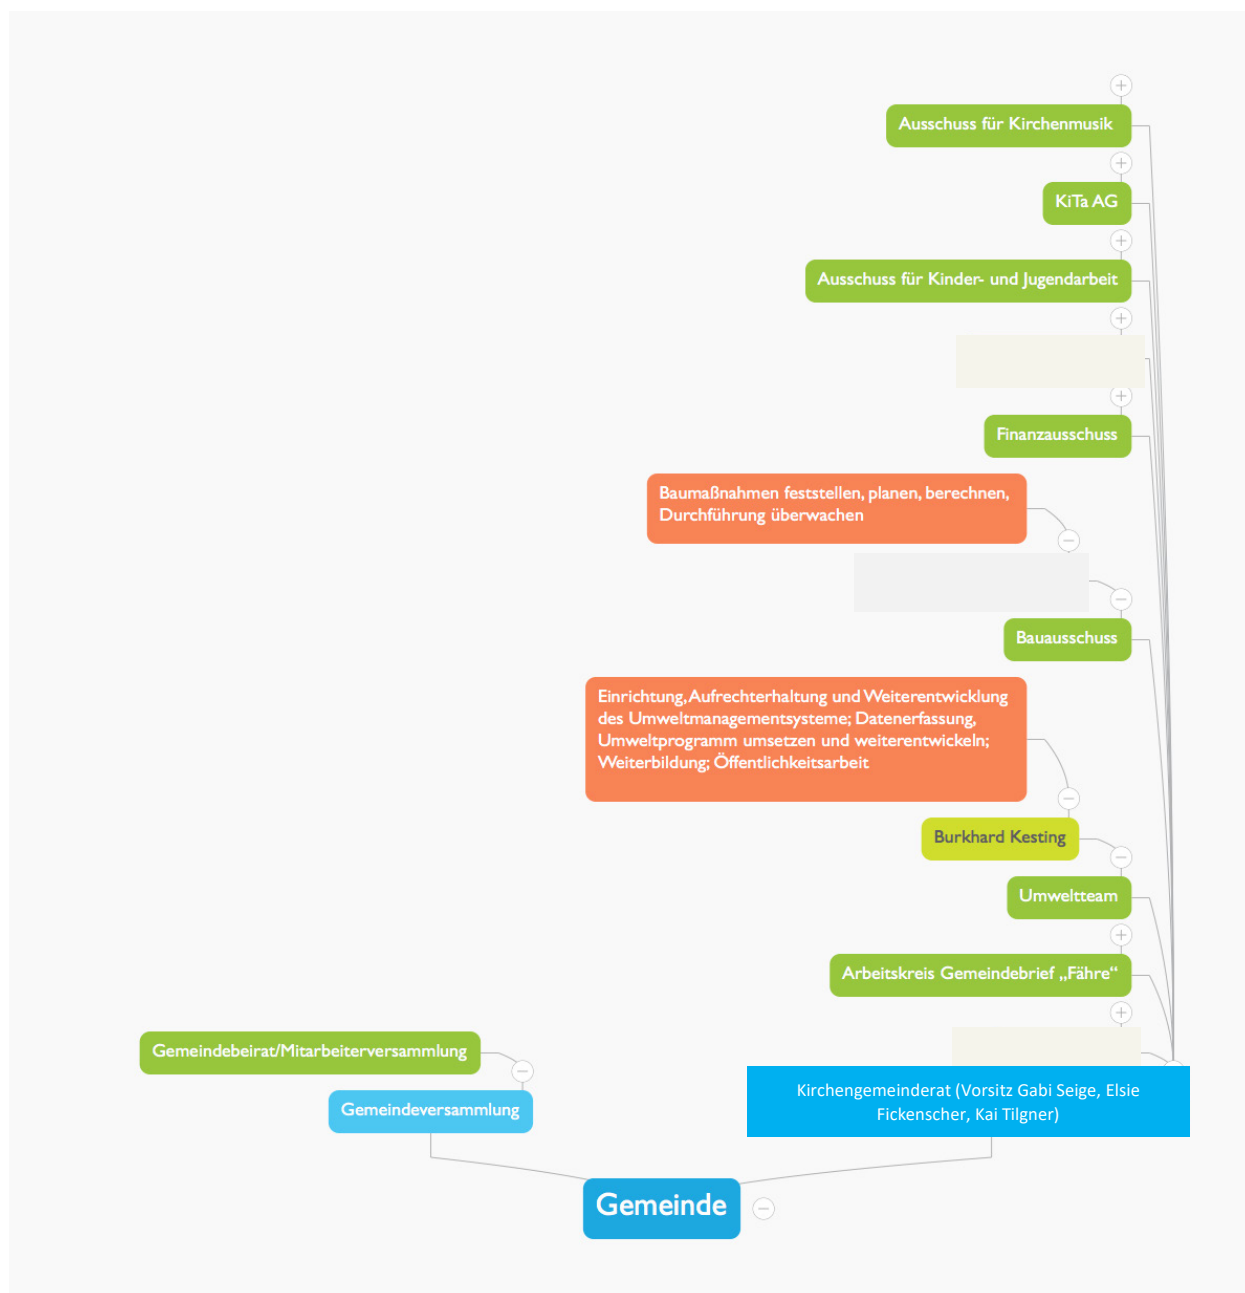 Ausschuss für Kirchenmusik
KiTa AG
Ausschuss für Kinder- und Jugendarbeit
Finanzausschuss
Baumaßnahmen feststellen, planen, berechnen,
Durchführung überwachen
Bauausschuss
Einrichtung, Aufrechterhaltung und Weiterentwicklung
des Umweltmanagementsysteme; Datenerfassung,
Umweltprogramm umsetzen und weiterentwickeln;
Weiterbildung; Öffentlichkeitsarbeit
Burkhard Kesting
Umweltteam
Arbeitskreis Gemeindebrief „Fähre“
Gemeindebeirat/Mitarbeiterversammlung
Gemeindeversammlung
Kirchengemeinderat (Vorsitz Gabi Seige, Elsie
Fickenscher, Kai Tilgner)
Gemeinde